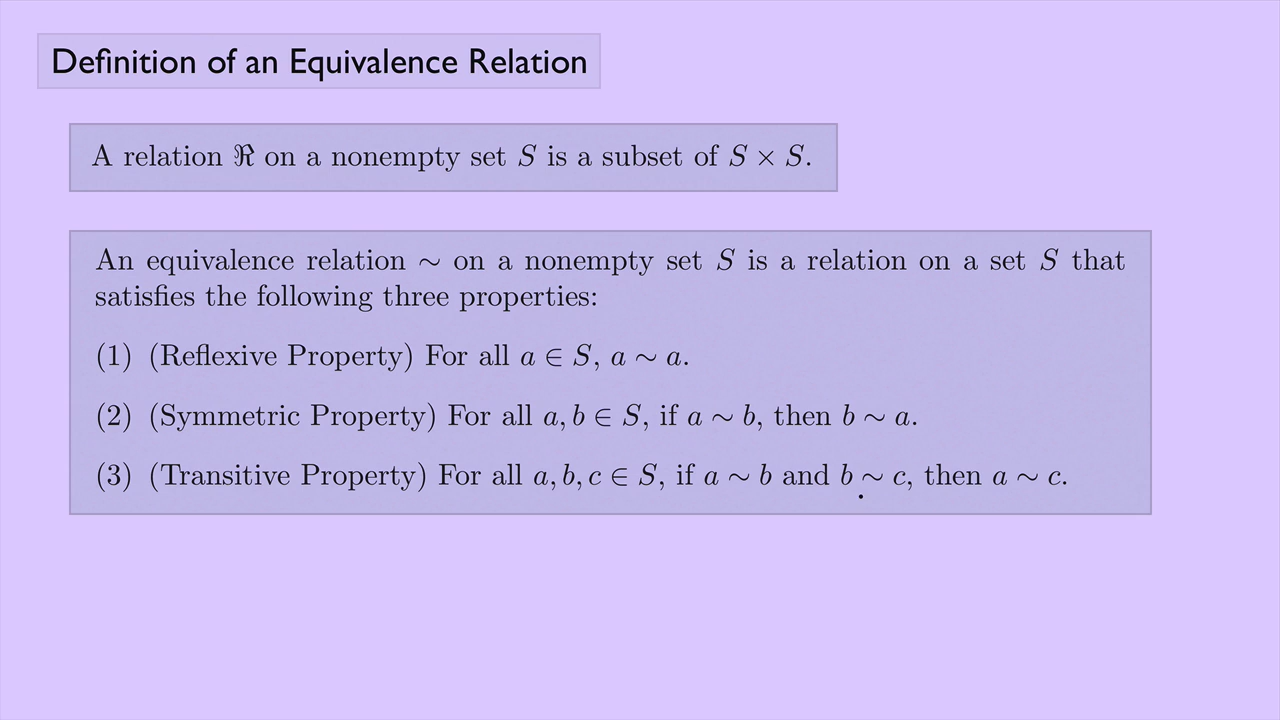 Definition of an Equivalence Relation
A relation ℜ on a nonempty set S is a subset of S × S.
An equivalence relation ∼ on a nonempty set S is a relation on a set S that
satisfies the following three properties:
(1) (Reflexive Property) For all a ∈ S, a ∼ a.
(2) (Symmetric Property) For all a, b ∈ S, if a ∼ b, then b ∼ a.
(3) (Transitive Property) For all a, b, c ∈ S, if a ∼ b and b ∼ c, then a ∼ c.